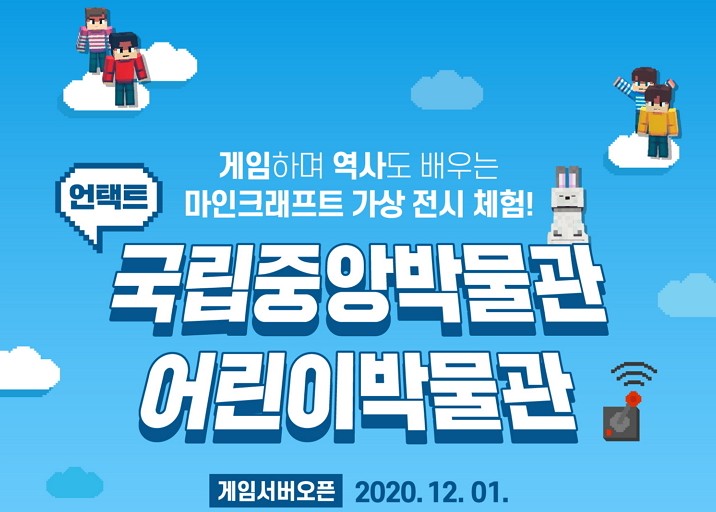 게임하며 역사도 배우는
언택트
마인크래프트 가상 전시 체험!
국립중앙박물관
어린이박물관
게임서버오픈 2020. 12. 01.